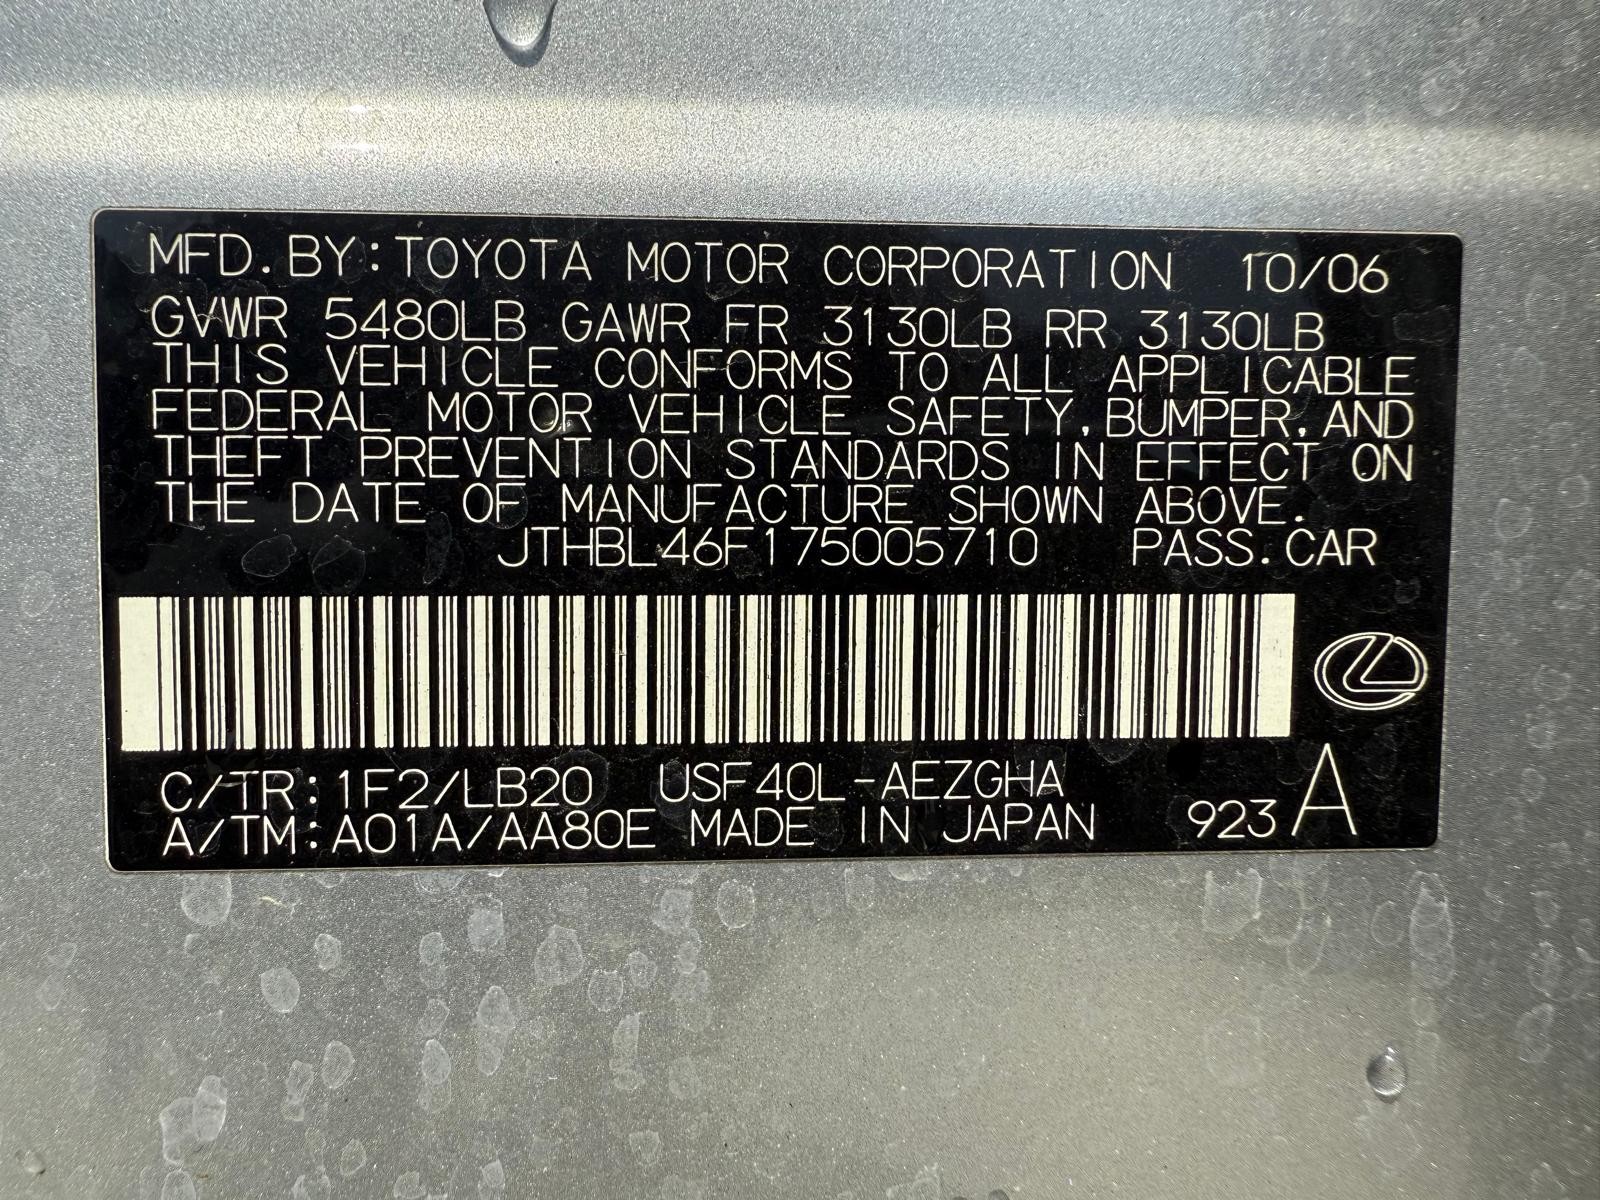 MFD. BY: TOYOTA MOTOR CORPORATION 10/06
GVWR 5480LB GAWR FR 3130LB RR 3130LB
THIS VEHICLE CONFORMS TO ALL APPLICABLE
FEDERAL MOTOR VEHICLE SAFETY, BUMPER, AND
THEFT PREVENTION STANDARDS IN EFFECT ON
THE DATE OF MANUFACTURE SHOWN ABOVE.
JTHBL46F175005710 PASS. CAR
C/TR: 1F2/LB20 USF40L-AEZGHA
A/TM: A01A/AA80E MADE IN JAPAN 923 A